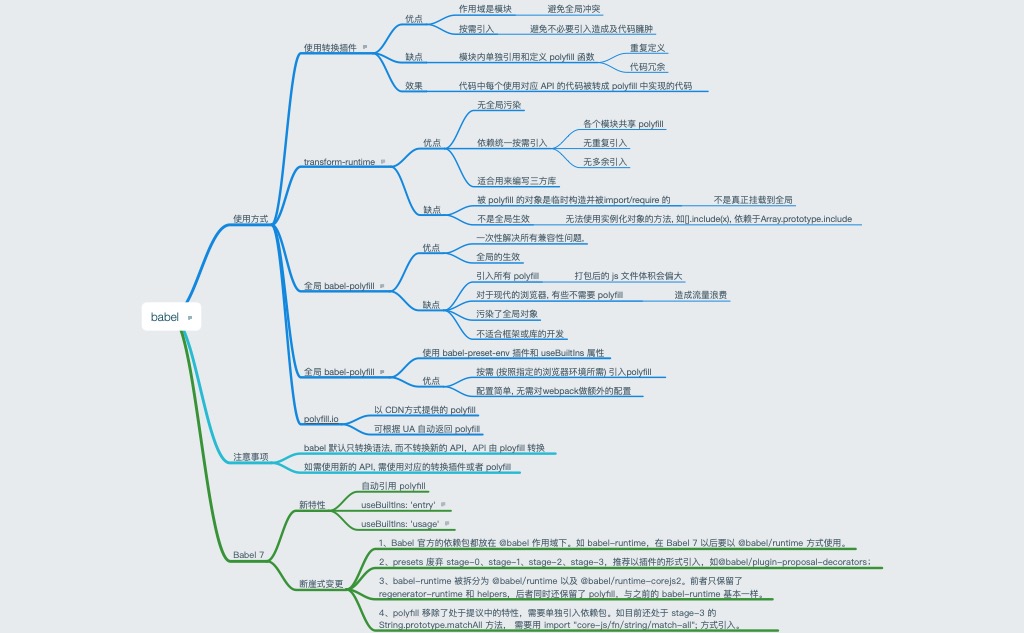 babel
使用方式
使用转换插件
优点
作用域是模块
避免全局冲突
按需引入
避免不必要引入造成及代码臃肿
缺点
模块内单独引用和定义 polyfill 函数
重复定义
代码冗余
效果
代码中每个使用对应 API 的代码被转成 polyfill 中实现的代码
transform-runtime
优点
无全局污染
依赖统一按需引入
各个模块共享 polyfill
无重复引入
无多余引入
适合用来编写三方库
缺点
被 polyfill 的对象是临时构造并被import/require 的
不是真正挂载到全局
不是全局生效
无法使用实例化对象的方法, 如[].include(x), 依赖于Array.prototype.include
全局 babel-polyfill
优点
一次性解决所有兼容性问题,
全局的生效
缺点
引入所有 polyfill
打包后的 js 文件体积会偏大
对于现代的浏览器, 有些不需要 polyfill
造成流量浪费
污染了全局对象
不适合框架或库的开发
全局 babel-polyfill
使用 babel-preset-env 插件和 useBuiltIns 属性
优点
按需 (按照指定的浏览器环境所需) 引入polyfill
配置简单, 无需对webpack做额外的配置
polyfill.io
以 CDN方式提供的 polyfill
可根据 UA 自动返回 polyfill
注意事项
babel 默认只转换语法, 而不转换新的 API，API 由 ployfill 转换
如需使用新的 API, 需使用对应的转换插件或者 polyfill
Babel 7
新特性
自动引用 polyfill
useBuiltIns: 'entry'
useBuiltIns: 'usage'
断崖式变更
1、Babel 官方的依赖包都放在 @babel 作用域下。如 babel-runtime，在 Babel 7 以后要以 @babel/runtime 方式使用。
2、presets 废弃 stage-0、stage-1、stage-2、stage-3，推荐以插件的形式引入，如@babel/plugin-proposal-decorators；
3、babel-runtime 被拆分为 @babel/runtime 以及 @babel/runtime-corejs2。前者只保留了
regenerator-runtime 和 helpers，后者同时还保留了 polyfill，与之前的 babel-runtime 基本一样。
4、polyfill 移除了处于提议中的特性，需要单独引入依赖包。如目前还处于 stage-3 的
String.prototype.matchAll 方法， 需要用 import "core-js/fn/string/match-all"; 方式引入。